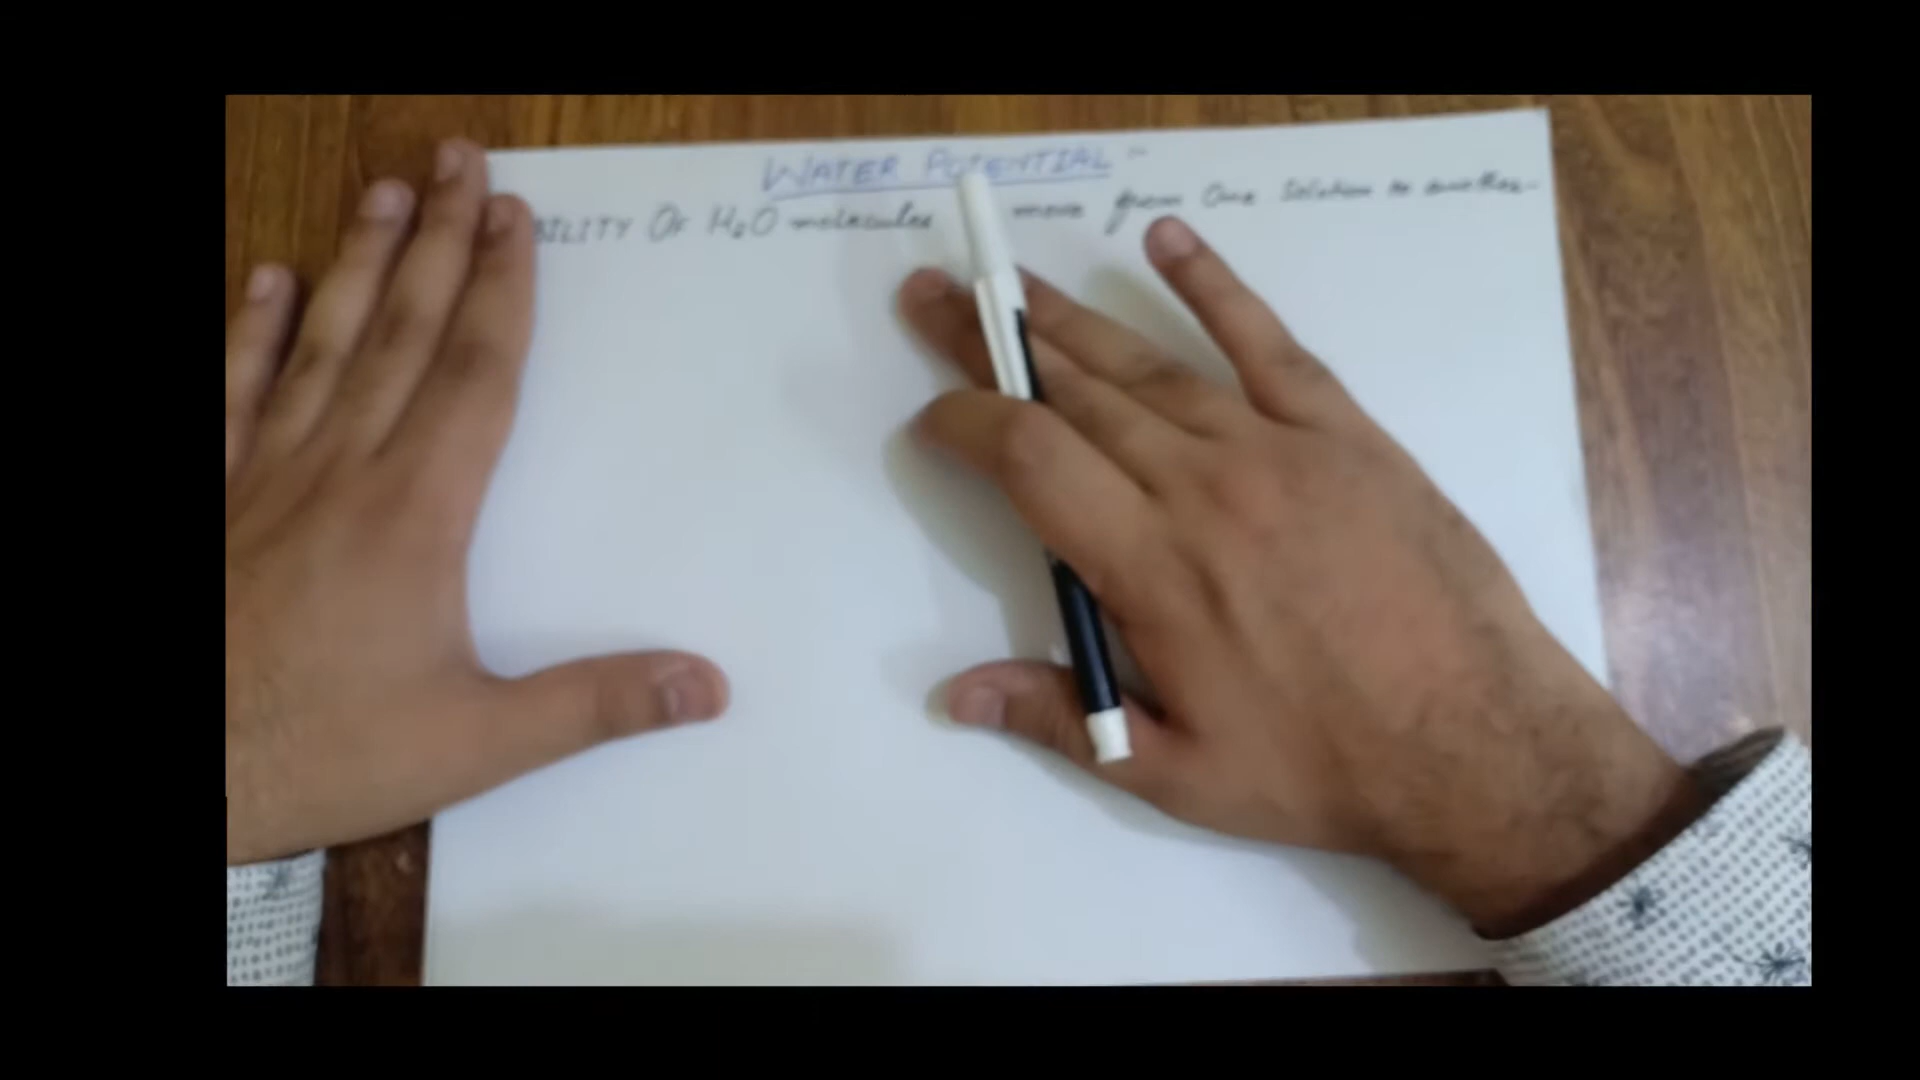 WATER POTENTIAL -
BILITY OF H₂O molecules move from One Solution to another-